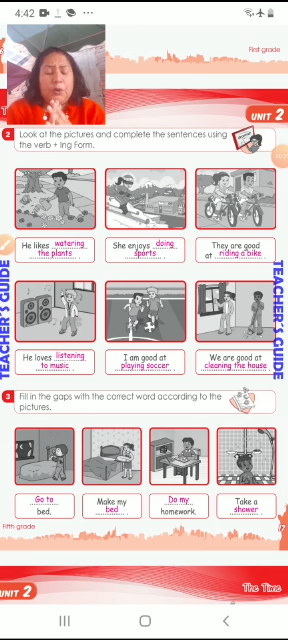 4:42
First grade
UNIT 2
2 Look at the pictures and complete the sentences using
the verb + Ing Form.
He likes watering
the plants.
She enjoys doing
sports.
They are good
at riding a bike
He loves listening
to music.
I am good at
playing soccer.
We are good at
cleaning the house.
TEACHER'S GUIDE
TEACHER'S GUIDE
3 Fill in the gaps with the correct word according to the
pictures.
Go to
bed.
Make my
bed.
Do my
homework.
Take a
shower.
Fifth grade
UNIT 2
The Time